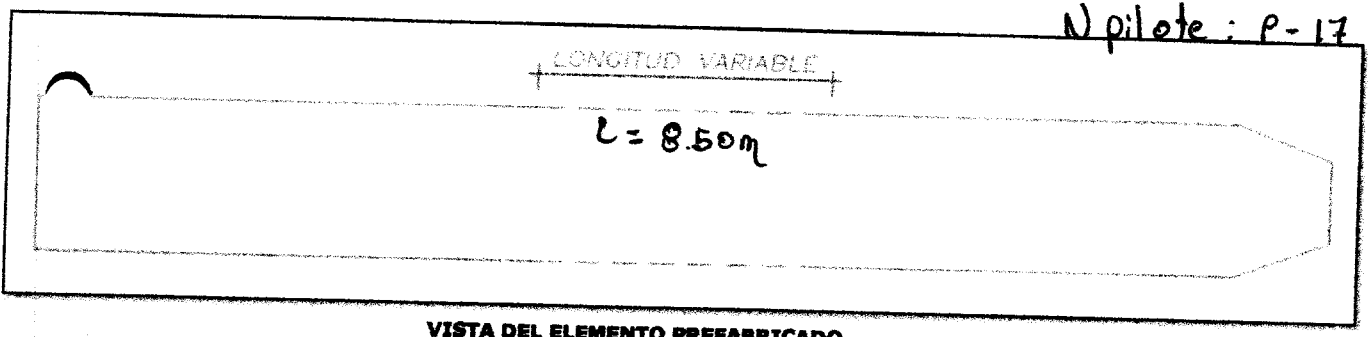 N pilote : P - 17
LONGITUD VARIABLE
L = 8.50m
VISTA DEL ELEMENTO PREFABRICADO